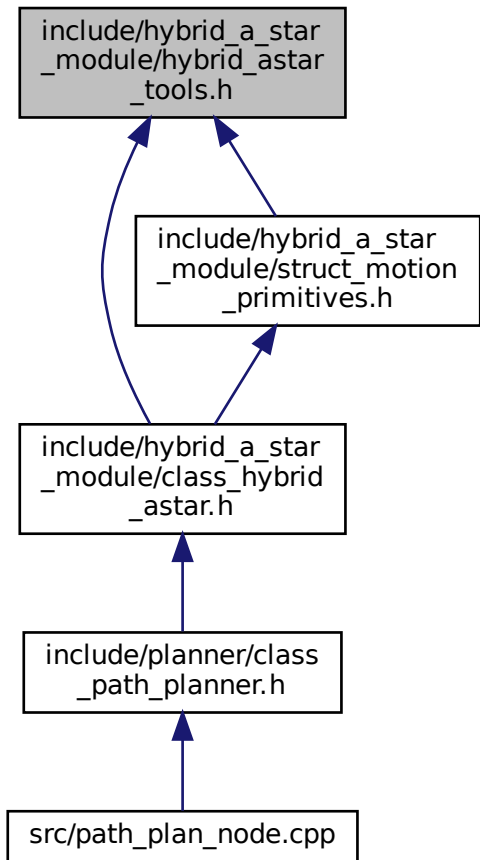 include/hybrid_a_star
_module/hybrid_astar
_tools.h
include/hybrid_a_star
_module/struct_motion
_primitives.h
include/hybrid_a_star
_module/class_hybrid
_astar.h
include/planner/class
_path_planner.h
src/path_plan_node.cpp